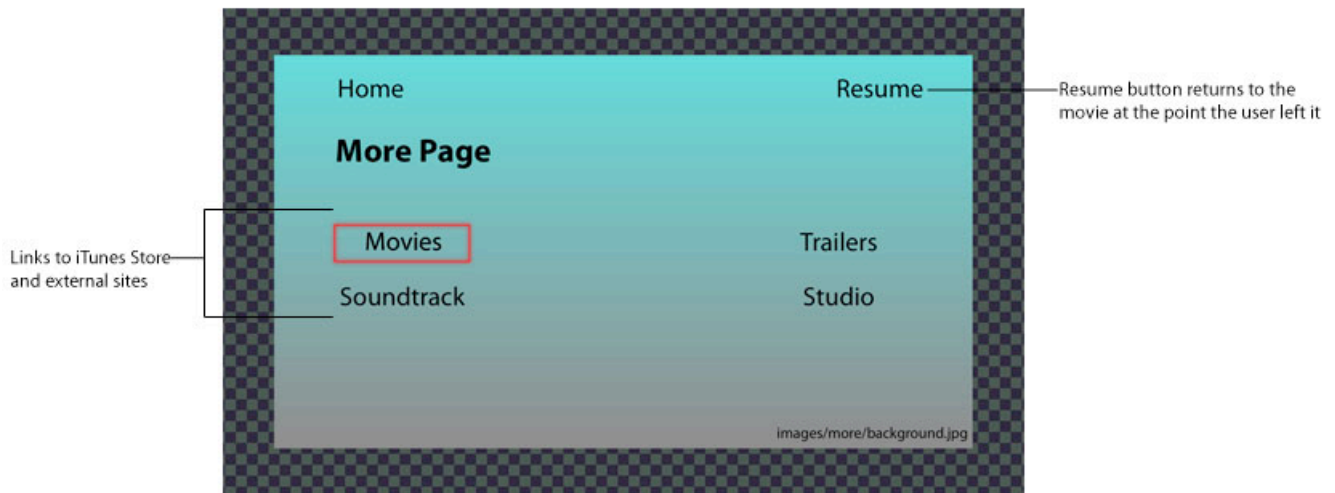 Home
Resume
Resume button returns to the
movie at the point the user left it
More Page
Links to iTunes Store
and external sites
Movies
Trailers
Soundtrack
Studio
images/more/background.jpg